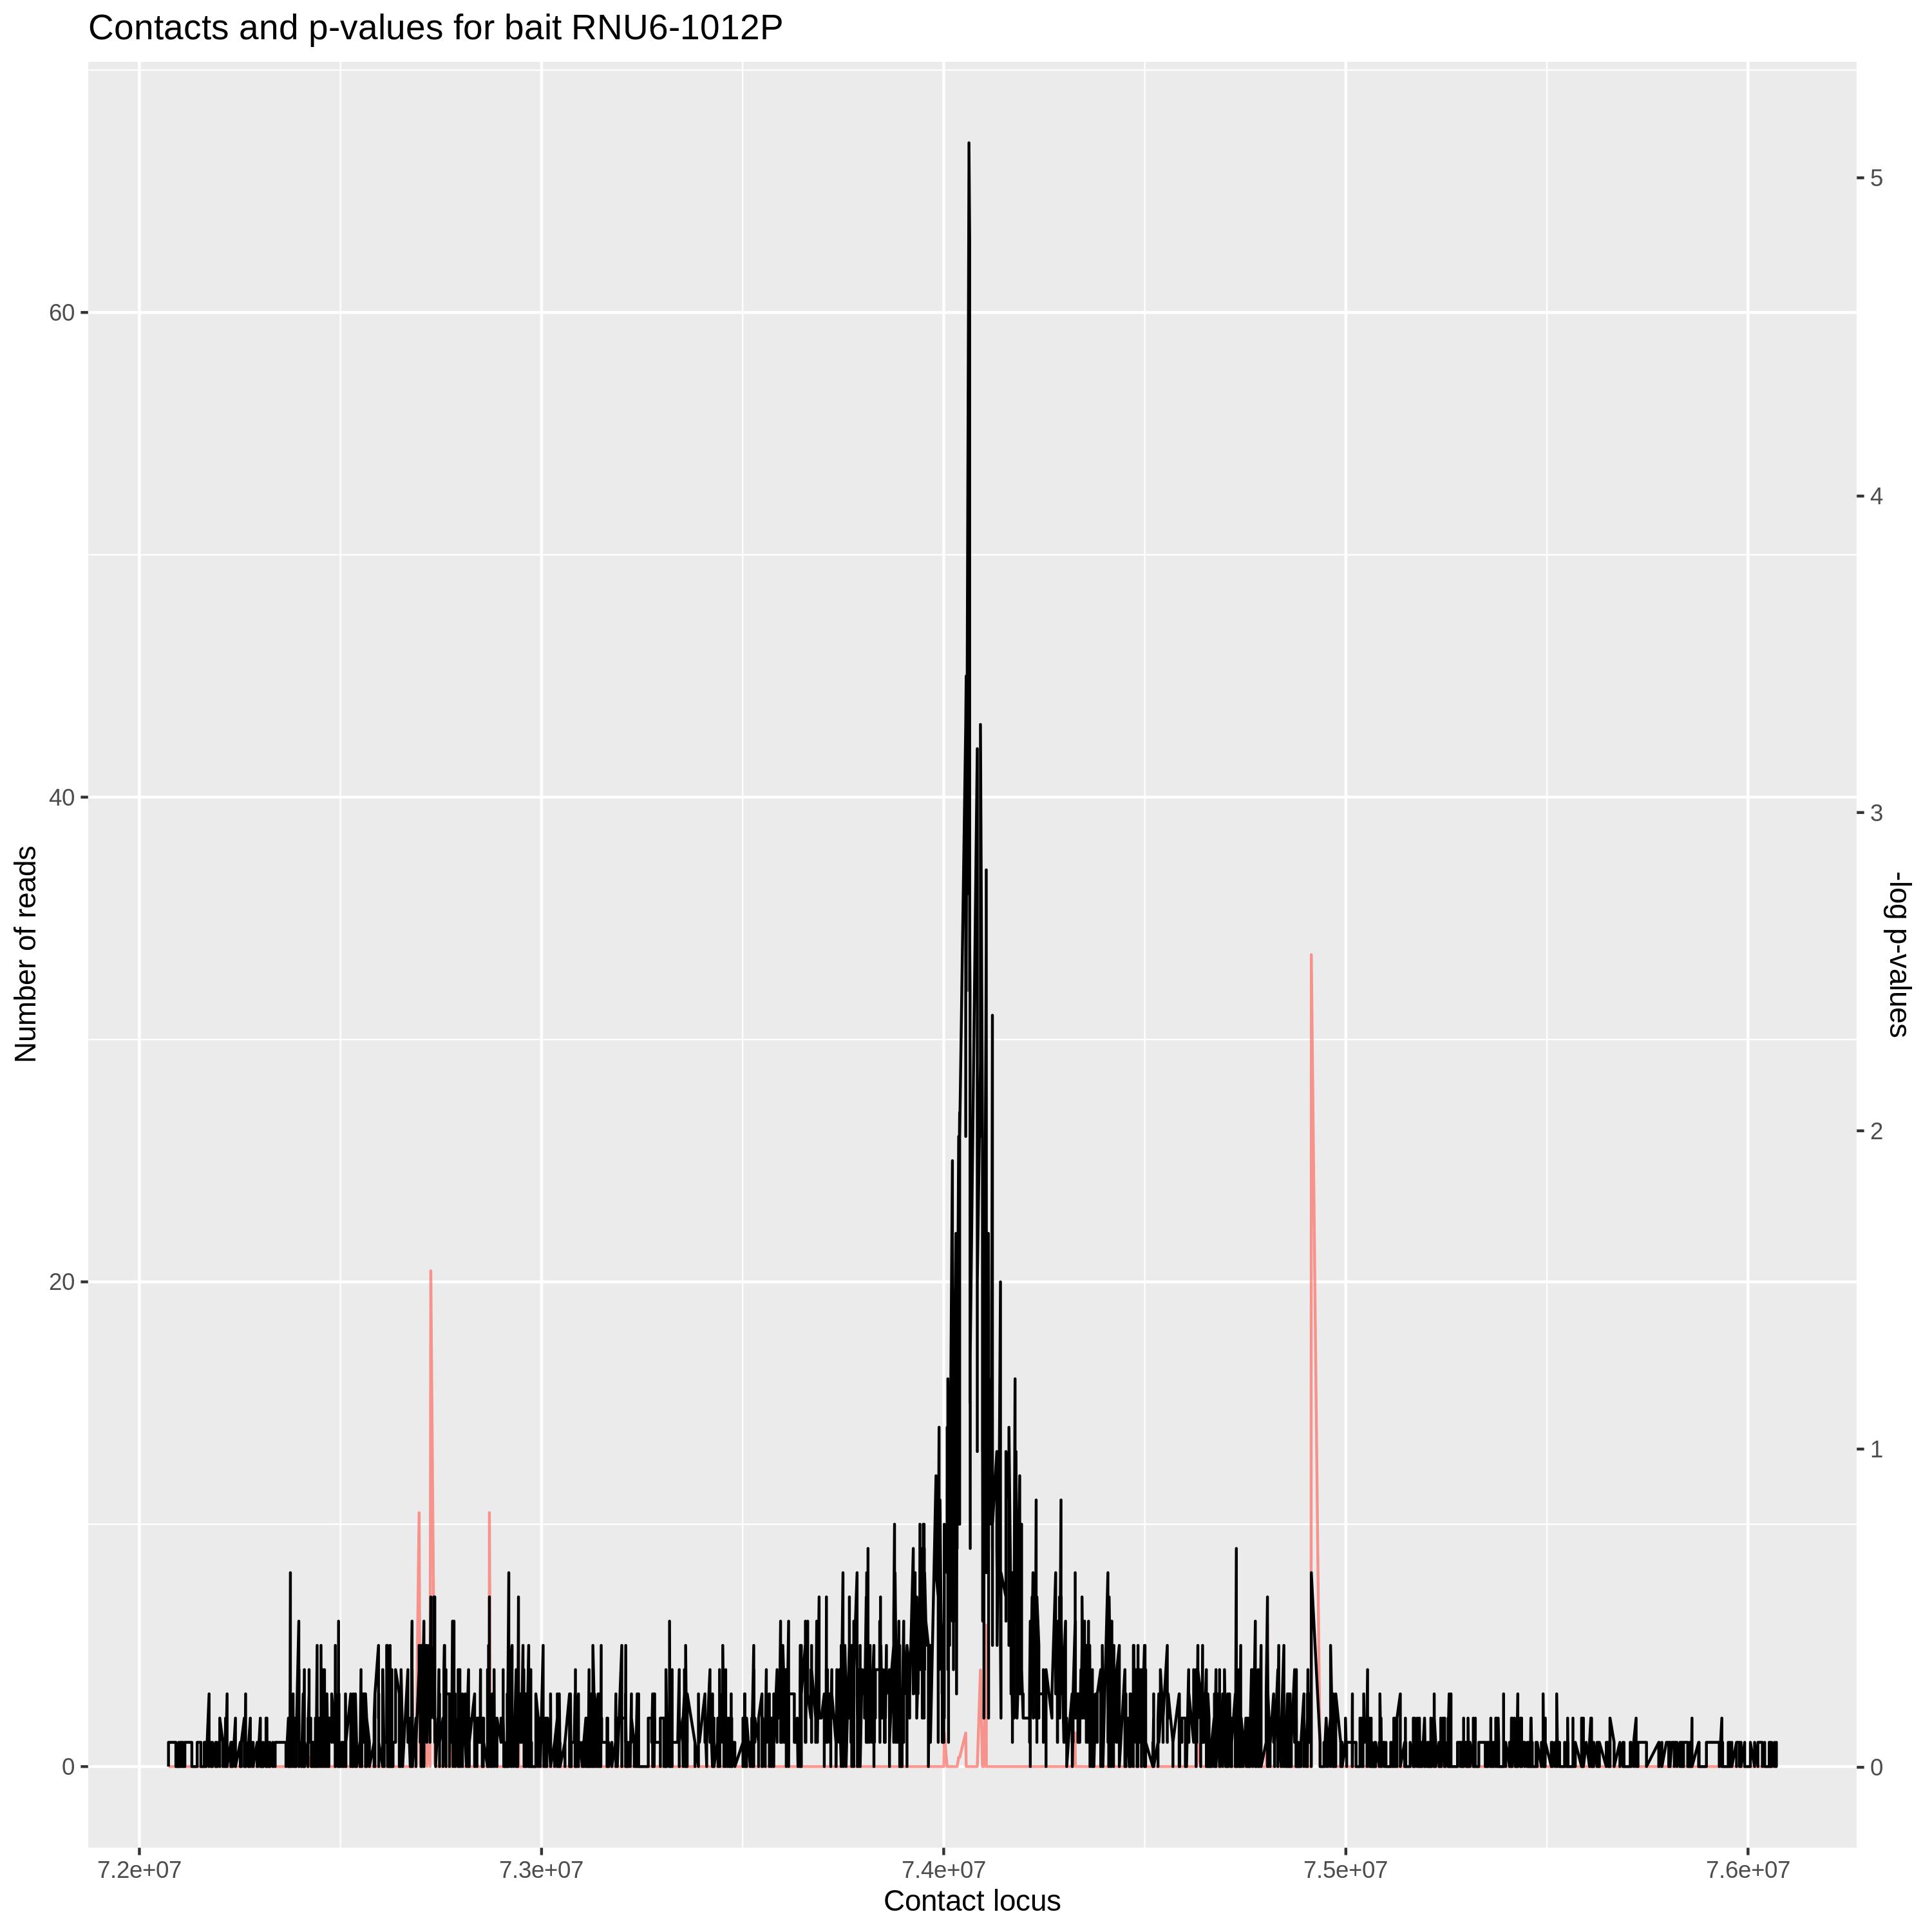 Contacts and p-values for bait RNU6-1012P
60
40
20
0
Number of reads
5
4
3
2
1
0
-log p-values
7.2e+07 7.3e+07 7.4e+07 7.5e+07 7.6e+07
Contact locus